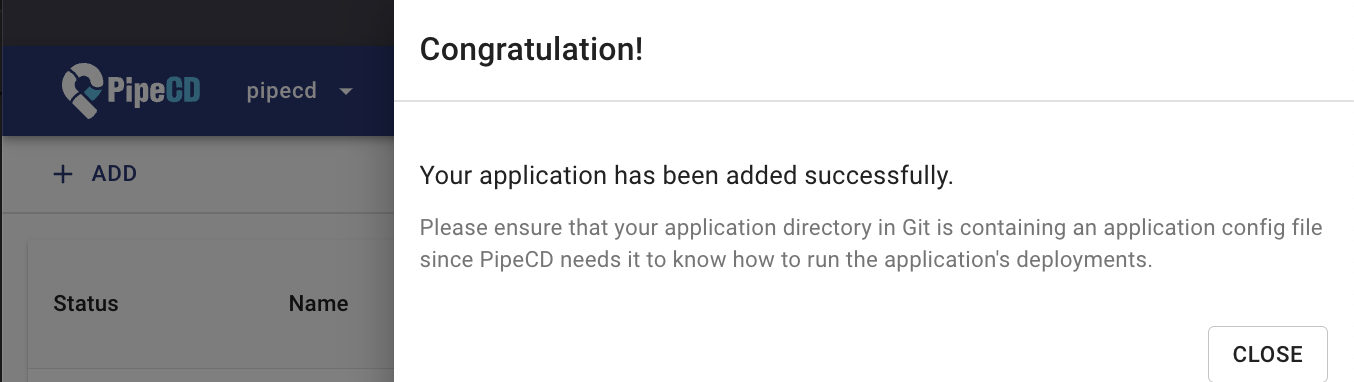 Congratulation!
PipeCD pipecd
ADD
Your application has been added successfully.
Please ensure that your application directory in Git is containing an application config file
since PipeCD needs it to know how to run the application's deployments.
Status Name
CLOSE